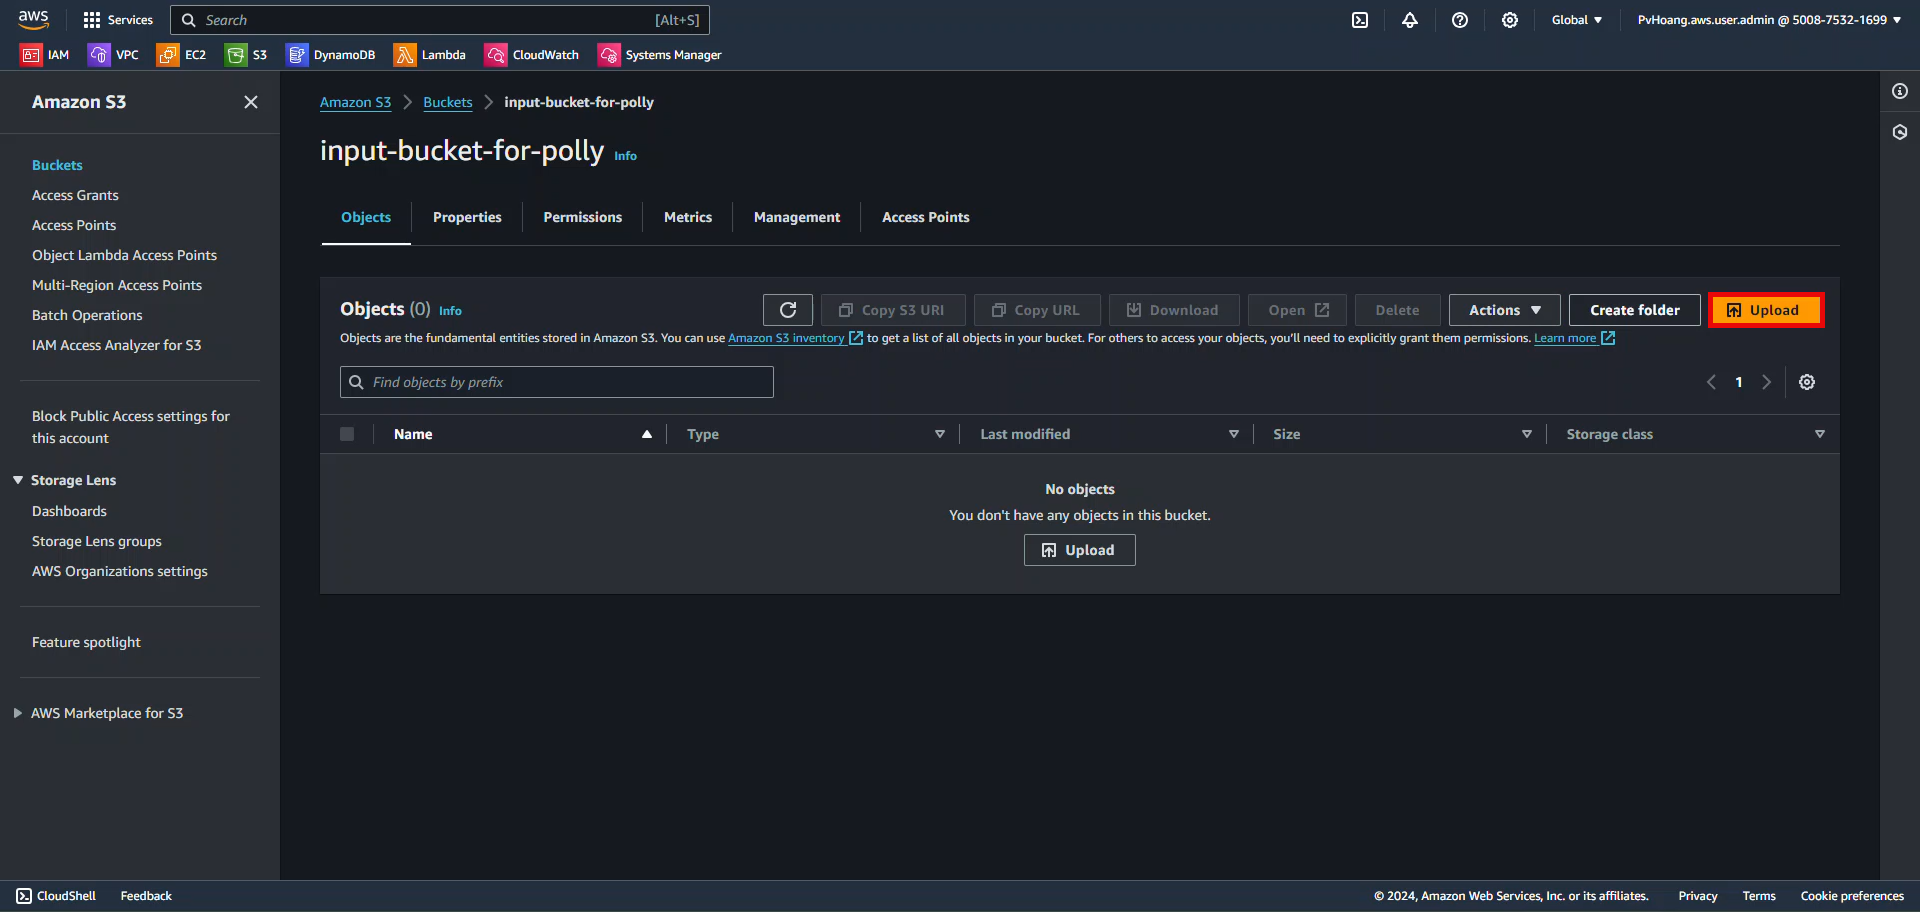 aws Services Search [Alt+S] Global PvHoang.aws.user.admin @ 5008-7532-1699
IAM VPC EC2 S3 DynamoDB Lambda CloudWatch Systems Manager
Amazon S3
Buckets
Access Grants
Access Points
Object Lambda Access Points
Multi-Region Access Points
Batch Operations
IAM Access Analyzer for S3
Block Public Access settings for
this account
Storage Lens
Dashboards
Storage Lens groups
AWS Organizations settings
Feature spotlight
AWS Marketplace for S3
Amazon S3 Buckets input-bucket-for-polly
input-bucket-for-polly Info
Objects Properties Permissions Metrics Management Access Points
Objects (0) Info Copy S3 URI Copy URL Download Open Delete Actions Create folder Upload
Objects are the fundamental entities stored in Amazon S3. You can use Amazon S3 inventory to get a list of all objects in your bucket. For others to access your objects, you'll need to explicitly grant them permissions. Learn more
Find objects by prefix 1
Name Type Last modified Size Storage class
No objects
You don't have any objects in this bucket.
Upload
CloudShell Feedback © 2024, Amazon Web Services, Inc. or its affiliates. Privacy Terms Cookie preferences